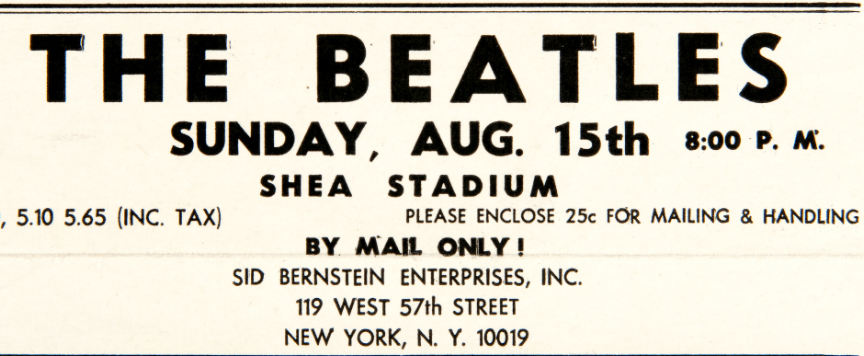 THE BEATLES
SUNDAY, AUG. 15th 8:00 P. M.
SHEA STADIUM
, 5.10 5.65 (INC. TAX) PLEASE ENCLOSE 25c FOR MAILING & HANDLING
BY MAIL ONLY!
SID BERNSTEIN ENTERPRISES, INC.
119 WEST 57th STREET
NEW YORK, N. Y. 10019